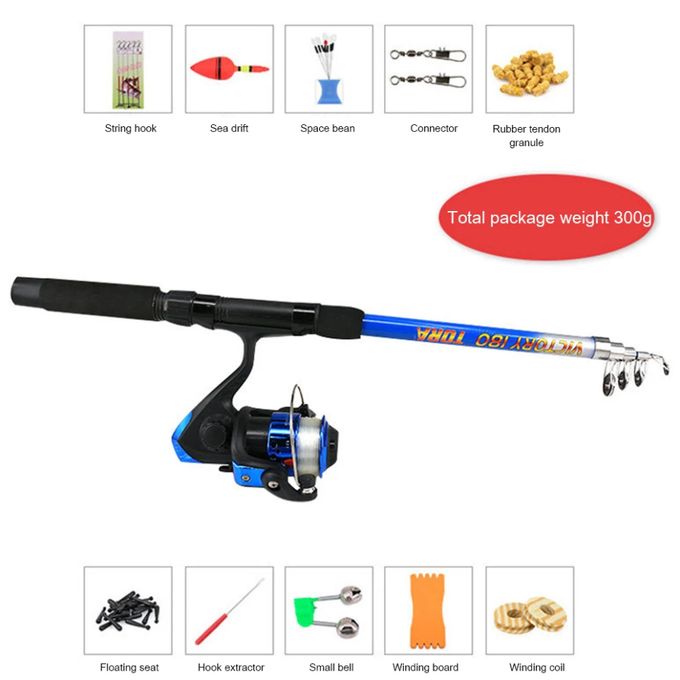 String hook
Sea drift
Space bean
Connector
Rubber tendon
granule
Total package weight 300g
VICTORY 180 TORA
Floating seat
Hook extractor
Small bell
Winding board
Winding coil